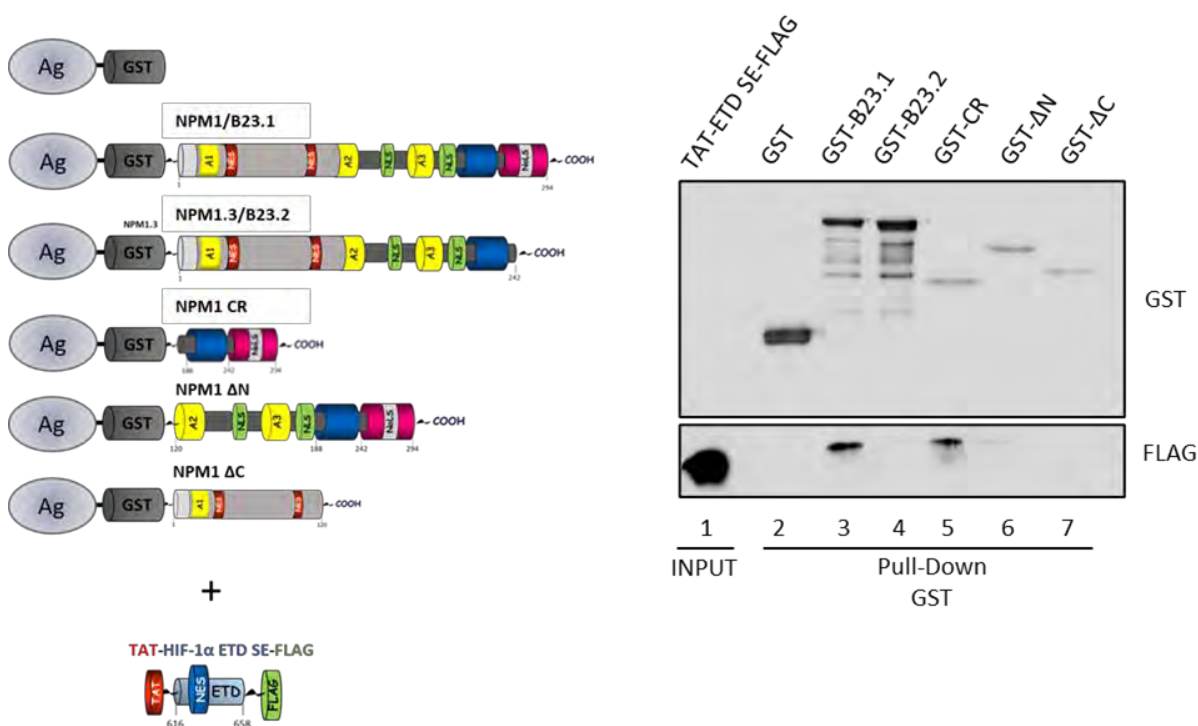 Ag GST
NPM1/B23.1
Ag GST A1 NES NES A2 NLS A3 NLS NoLS COOH
1 294
NPM1.3/B23.2
NPM1.3
Ag GST A1 NES NES A2 NLS A3 NLS COOH
1 242
NPM1 CR
Ag GST NoLS COOH
188 242 294
NPM1 ΔN
Ag GST A2 NLS A3 NLS NoLS COOH
120 188 242 294
NPM1 ΔC
Ag GST A1 NES NES COOH
1 120
+
TAT-HIF-1α ETD SE-FLAG
TAT NES ETD FLAG
616 658
TAT-ETD SE-FLAG
GST
GST-B23.1
GST-B23.2
GST-CR
GST-ΔN
GST-ΔC
GST
FLAG
1 2 3 4 5 6 7
INPUT Pull-Down
GST